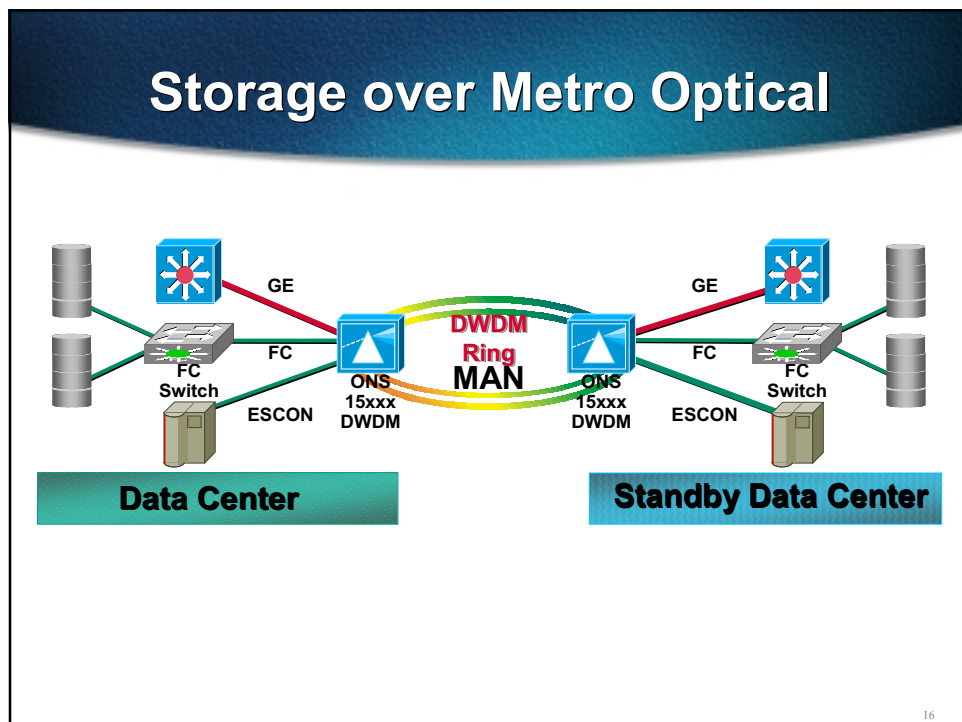 Storage over Metro Optical
GE
FC
FC
Switch
ESCON
ONS
15xxx
DWDM
DWDM
Ring
MAN
ONS
15xxx
DWDM
GE
FC
FC
Switch
ESCON
Data Center
Standby Data Center
16